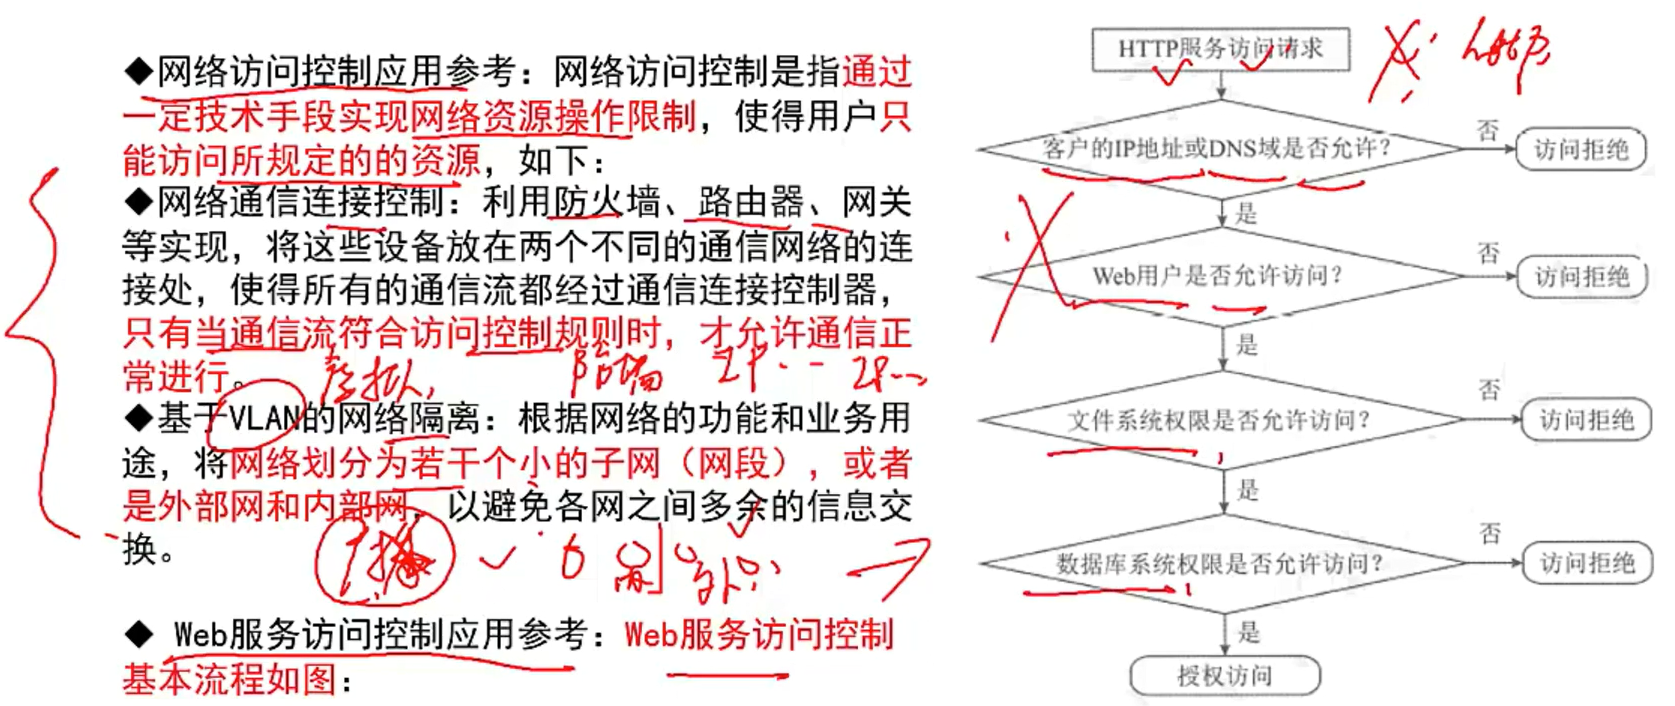 ◆网络访问控制应用参考：网络访问控制是指通过
一定技术手段实现网络资源操作限制，使得用户只
能访问所规定的的资源，如下：
◆网络通信连接控制：利用防火墙、路由器、网关
等实现，将这些设备放在两个不同的通信网络的连
接处，使得所有的通信流都经过通信连接控制器，
只有当通信流符合访问控制规则时，才允许通信正
常进行。
◆基于VLAN的网络隔离：根据网络的功能和业务用
途，将网络划分为若干个小的子网（网段），或者
是外部网和内部网，以避免各网之间多余的信息交
换。
◆ Web服务访问控制应用参考：Web服务访问控制
基本流程如图：
HTTP服务访问请求
http
客户的IP地址或DNS域是否允许？
否
访问拒绝
是
Web用户是否允许访问？
否
访问拒绝
是
文件系统权限是否允许访问？
否
访问拒绝
是
数据库系统权限是否允许访问？
否
访问拒绝
是
授权访问